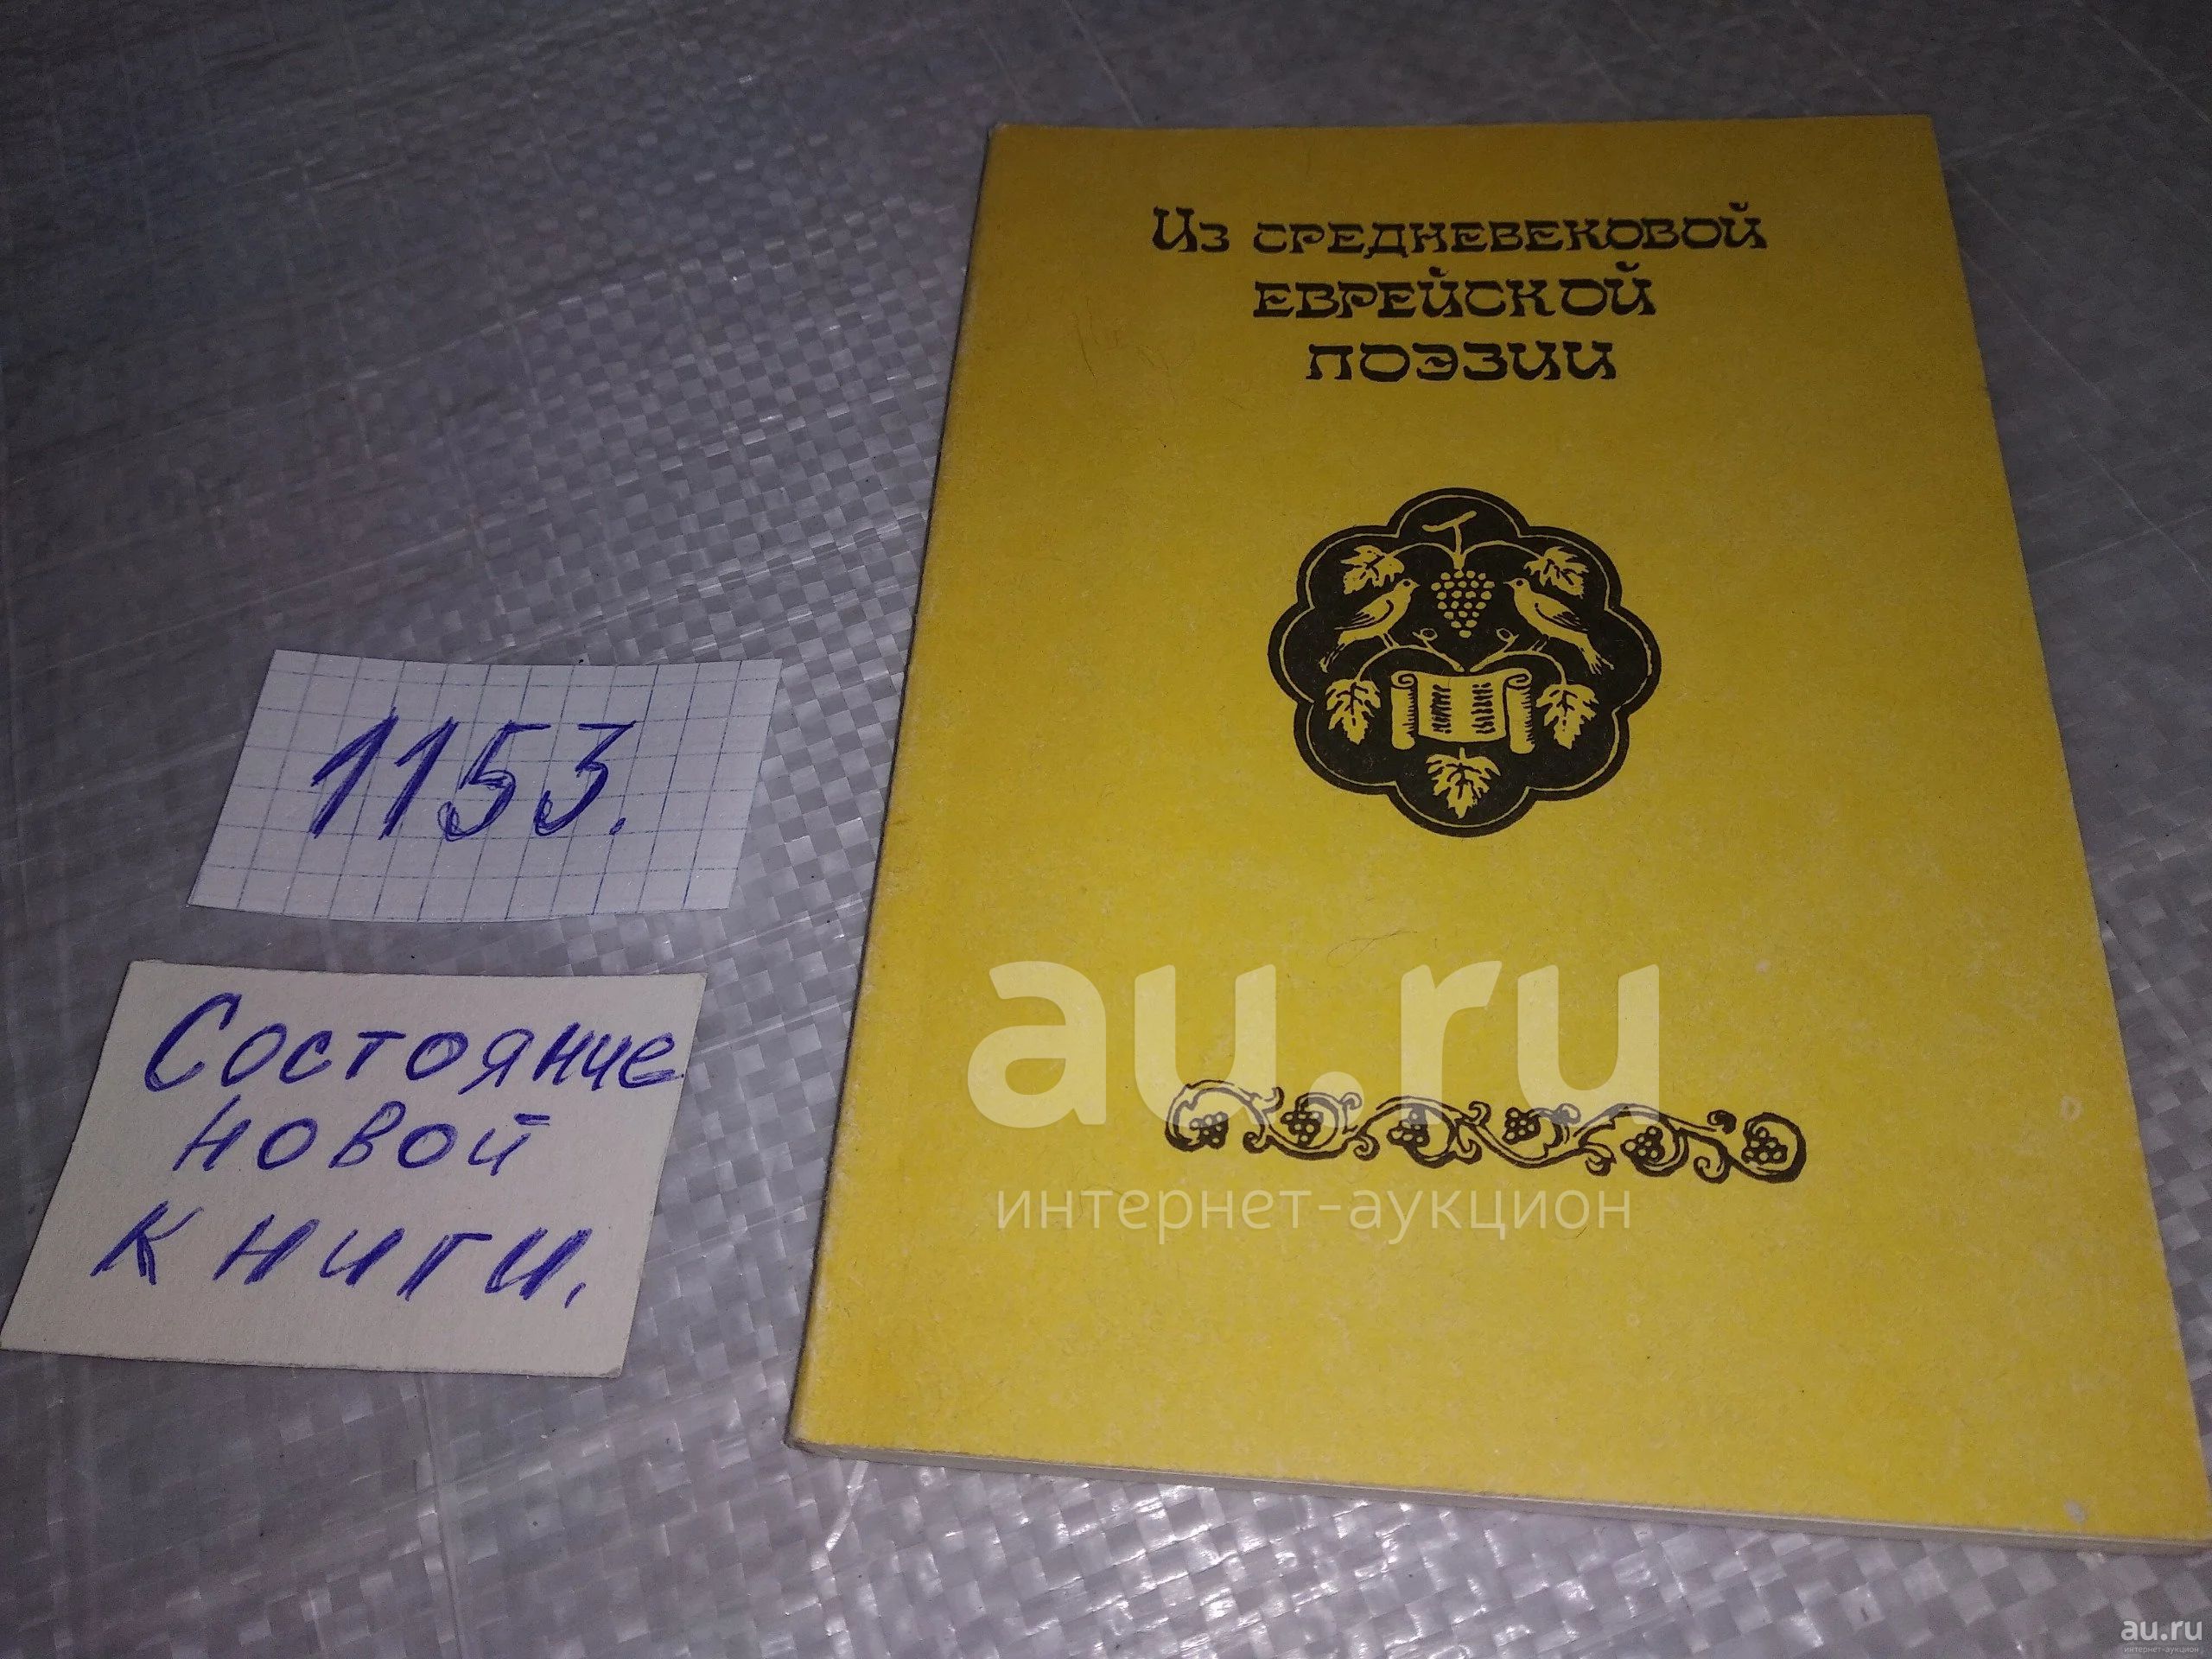 Из средневековой
еврейской
поэзии
1153.
Состояние
новой
книги.
au.ru
интернет-аукцион
au.ru
интернет-аукцион